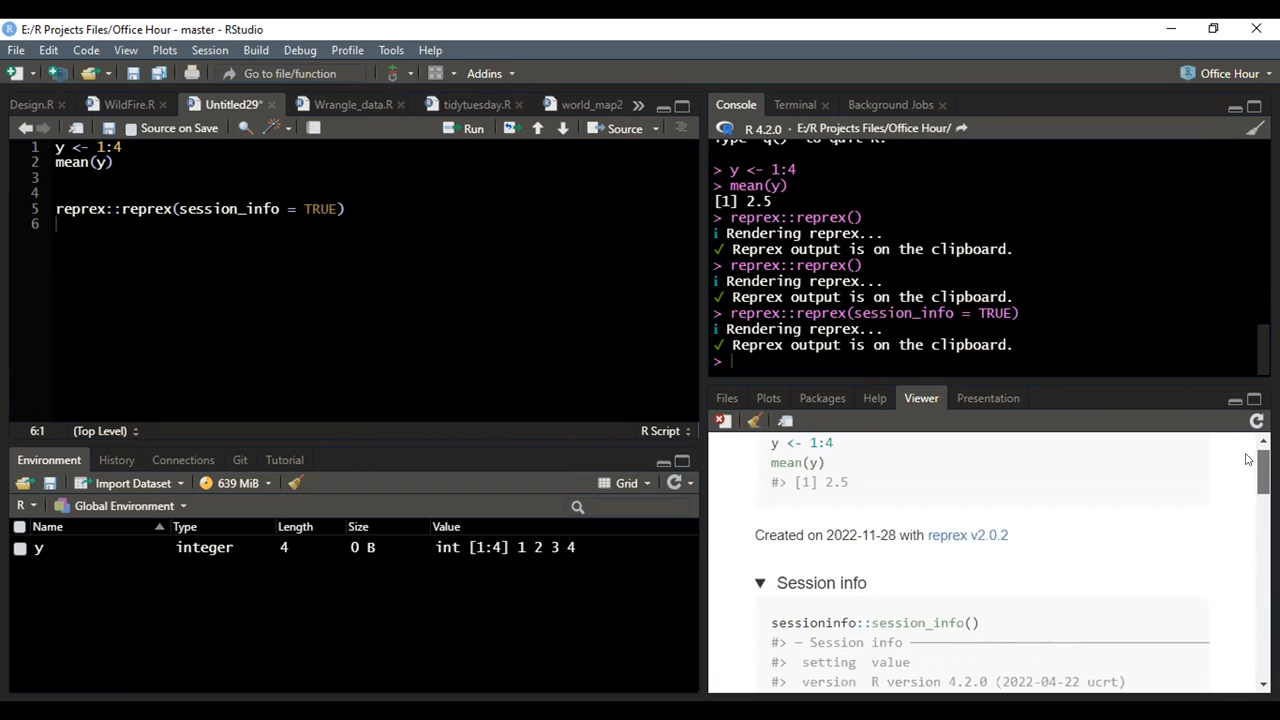 E:/R Projects Files/Office Hour - master - RStudio
File Edit Code View Plots Session Build Debug Profile Tools Help
Go to file/function Addins Office Hour
Design.R WildFire.R Untitled29* Wrangle_data.R tidytuesday.R world_map2
Source on Save Run Source
1 y <- 1:4
2 mean(y)
3
4
5 reprex::reprex(session_info = TRUE)
6
6:1 (Top Level) R Script
Environment History Connections Git Tutorial
Import Dataset 639 MiB Grid
R Global Environment
Name Type Length Size Value
y integer 4 0 B int [1:4] 1 2 3 4
Console Terminal Background Jobs
R 4.2.0 · E:/R Projects Files/Office Hour/
Type 'q()' to quit R.
> y <- 1:4
> mean(y)
[1] 2.5
> reprex::reprex()
ℹ Rendering reprex...
✓ Reprex output is on the clipboard.
> reprex::reprex()
ℹ Rendering reprex...
✓ Reprex output is on the clipboard.
> reprex::reprex(session_info = TRUE)
ℹ Rendering reprex...
✓ Reprex output is on the clipboard.
>
Files Plots Packages Help Viewer Presentation
y <- 1:4
mean(y)
#> [1] 2.5
Created on 2022-11-28 with reprex v2.0.2
▼ Session info
sessioninfo::session_info()
#> ─ Session info ────────────────────
#> setting value
#> version R version 4.2.0 (2022-04-22 ucrt)